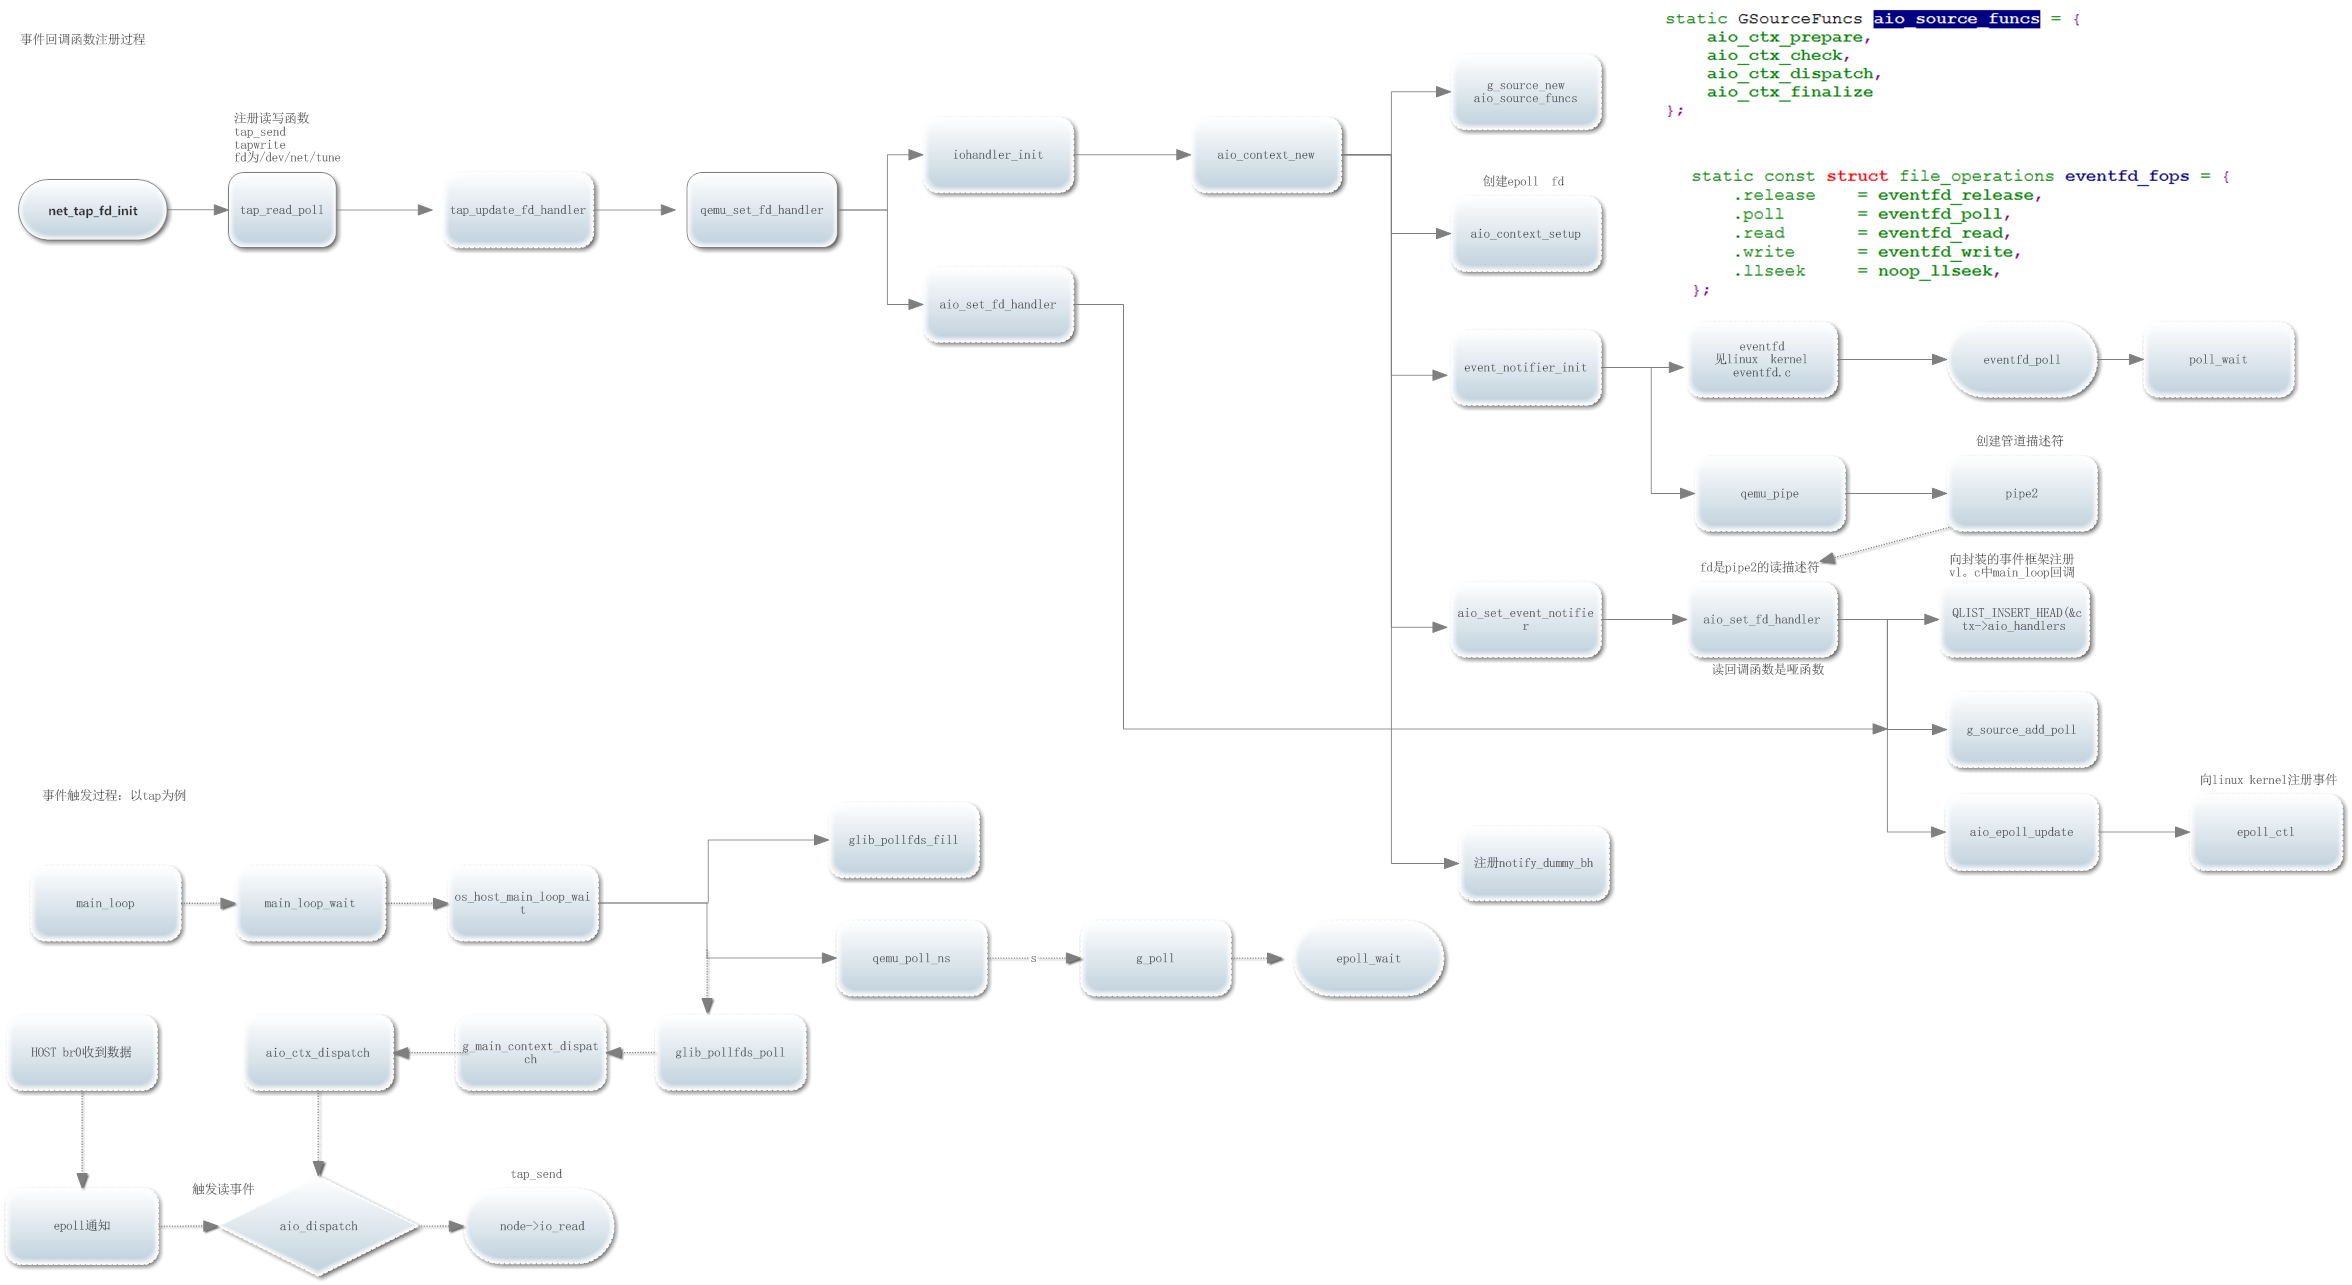 事件回调函数注册过程
static GSourceFuncs aio_source_funcs = {
aio_ctx_prepare,
aio_ctx_check,
aio_ctx_dispatch,
aio_ctx_finalize
};
g_source_new
aio_source_funcs
注册读写函数
tap_send
tapwrite
fd为/dev/net/tune
net_tap_fd_init
tap_read_poll
tap_update_fd_handler
qemu_set_fd_handler
iohandler_init
aio_context_new
aio_set_fd_handler
创建epoll fd
aio_context_setup
static const struct file_operations eventfd_fops = {
.release = eventfd_release,
.poll = eventfd_poll,
.read = eventfd_read,
.write = eventfd_write,
.llseek = noop_llseek,
};
event_notifier_init
eventfd
见linux kernel
eventfd.c
eventfd_poll
poll_wait
创建管道描述符
qemu_pipe
pipe2
fd是pipe2的读描述符
向封装的事件框架注册
vl。c中main_loop回调
aio_set_event_notifie
r
aio_set_fd_handler
QLIST_INSERT_HEAD(&c
tx->aio_handlers
读回调函数是哑函数
g_source_add_poll
向linux kernel注册事件
aio_epoll_update
epoll_ctl
注册notify_dummy_bh
事件触发过程：以tap为例
glib_pollfds_fill
main_loop
main_loop_wait
os_host_main_loop_wai
t
qemu_poll_ns
s
g_poll
epoll_wait
HOST br0收到数据
aio_ctx_dispatch
g_main_context_dispat
ch
glib_pollfds_poll
触发读事件
tap_send
epoll通知
aio_dispatch
node->io_read